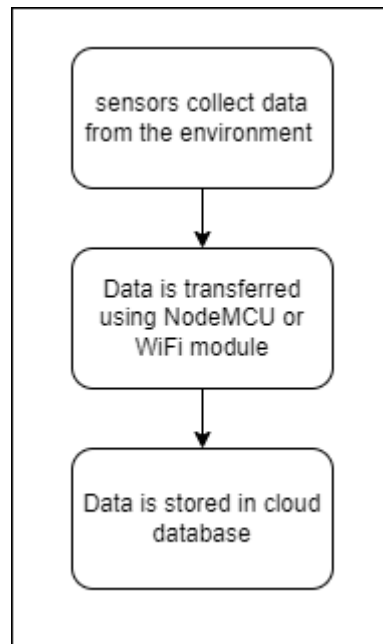 sensors collect data
from the environment
Data is transferred
using NodeMCU or
WiFi module
Data is stored in cloud
database